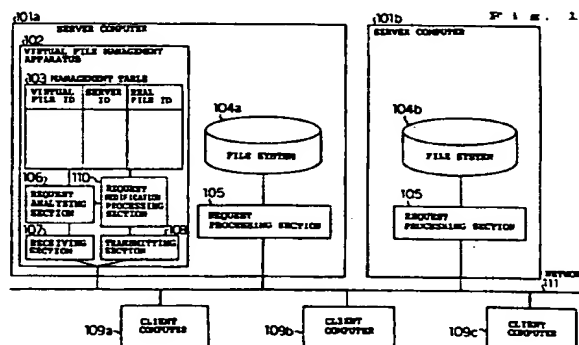 101a
SERVER COMPUTER
101b
Fig. 1
SERVER COMPUTER
102
VIRTUAL FILE MANAGEMENT
APPARATUS
103 MANAGEMENT TABLE
VIRTUAL FILE ID
SERVER ID
REAL FILE ID
104a
FILE SYSTEM
104b
FILE SYSTEM
106
REQUEST ANALYSING SECTION
110
REQUEST MODIFICATION PROCESSING SECTION
105
REQUEST PROCESSING SECTION
105
REQUEST PROCESSING SECTION
107
RECEIVING SECTION
108
TRANSMITTING SECTION
NETWORK
111
109a
CLIENT COMPUTER
109b
CLIENT COMPUTER
109c
CLIENT COMPUTER